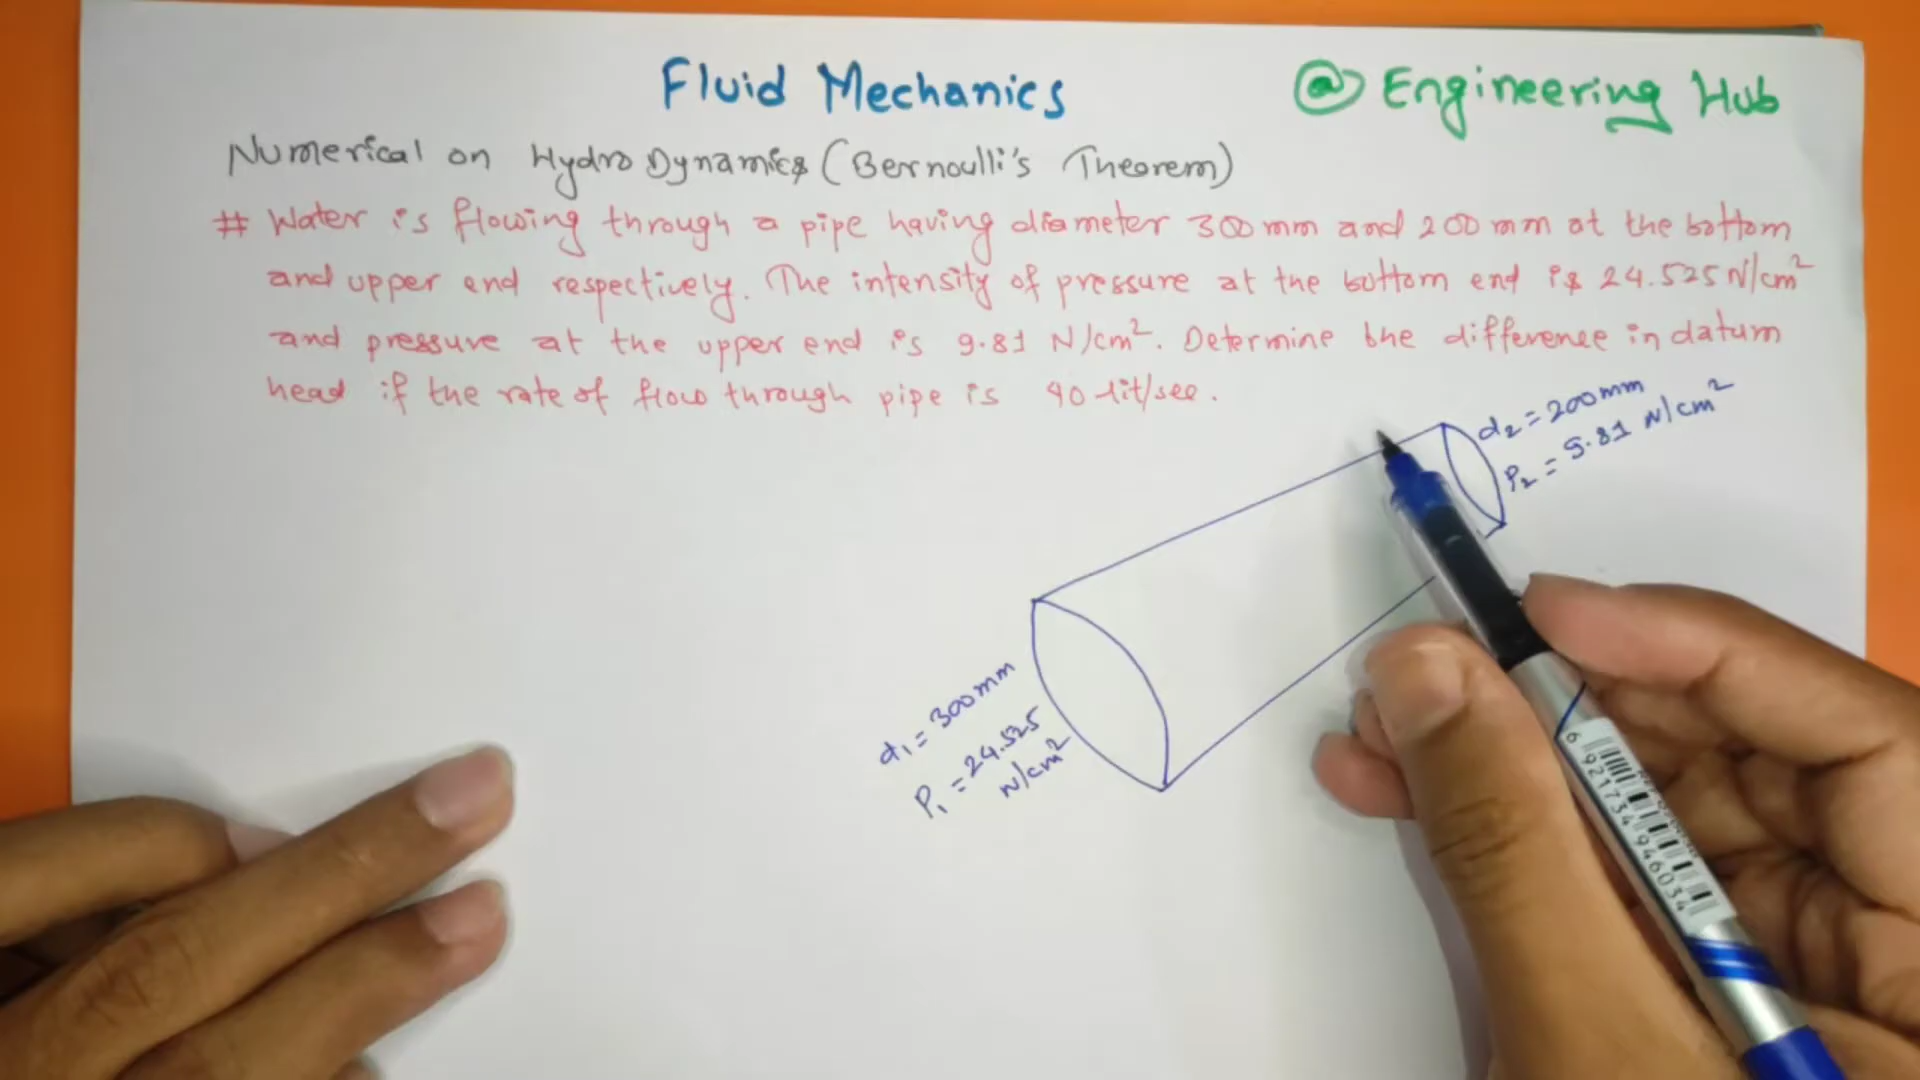 Fluid Mechanics
@ Engineering Hub
Numerical on Hydro Dynamics (Bernoulli's Theorem)
# Water is flowing through a pipe having diameter 300 mm and 200 mm at the bottom
and upper end respectively. The intensity of pressure at the bottom end is 24.525 N/cm²
and pressure at the upper end is 9.81 N/cm². Determine the difference in datum
head if the rate of flow through pipe is 40 lit/sec.
d₂ = 200mm
P₂ = 9.81 N/cm²
d₁ = 300mm
P₁ = 24.525
N/cm²
6 921734 946034